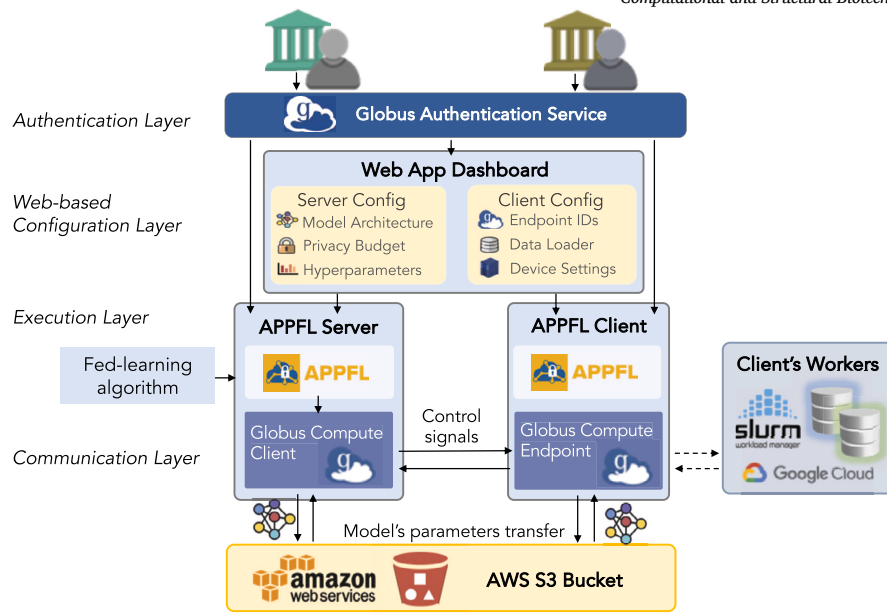 Computational and Structural Biotech
Authentication Layer
g
Globus Authentication Service
Web App Dashboard
Web-based
Configuration Layer
Server Config
Model Architecture
Privacy Budget
Hyperparameters
Client Config
g
Endpoint IDs
Data Loader
Device Settings
Execution Layer
APPFL Server
APPFL Client
Fed-learning
algorithm
APPFL
APPFL
Client's Workers
slurm
workload manager
Google Cloud
Communication Layer
Globus Compute
Client
g
Control
signals
Globus Compute
Endpoint
g
Model's parameters transfer
amazon
web services
AWS S3 Bucket